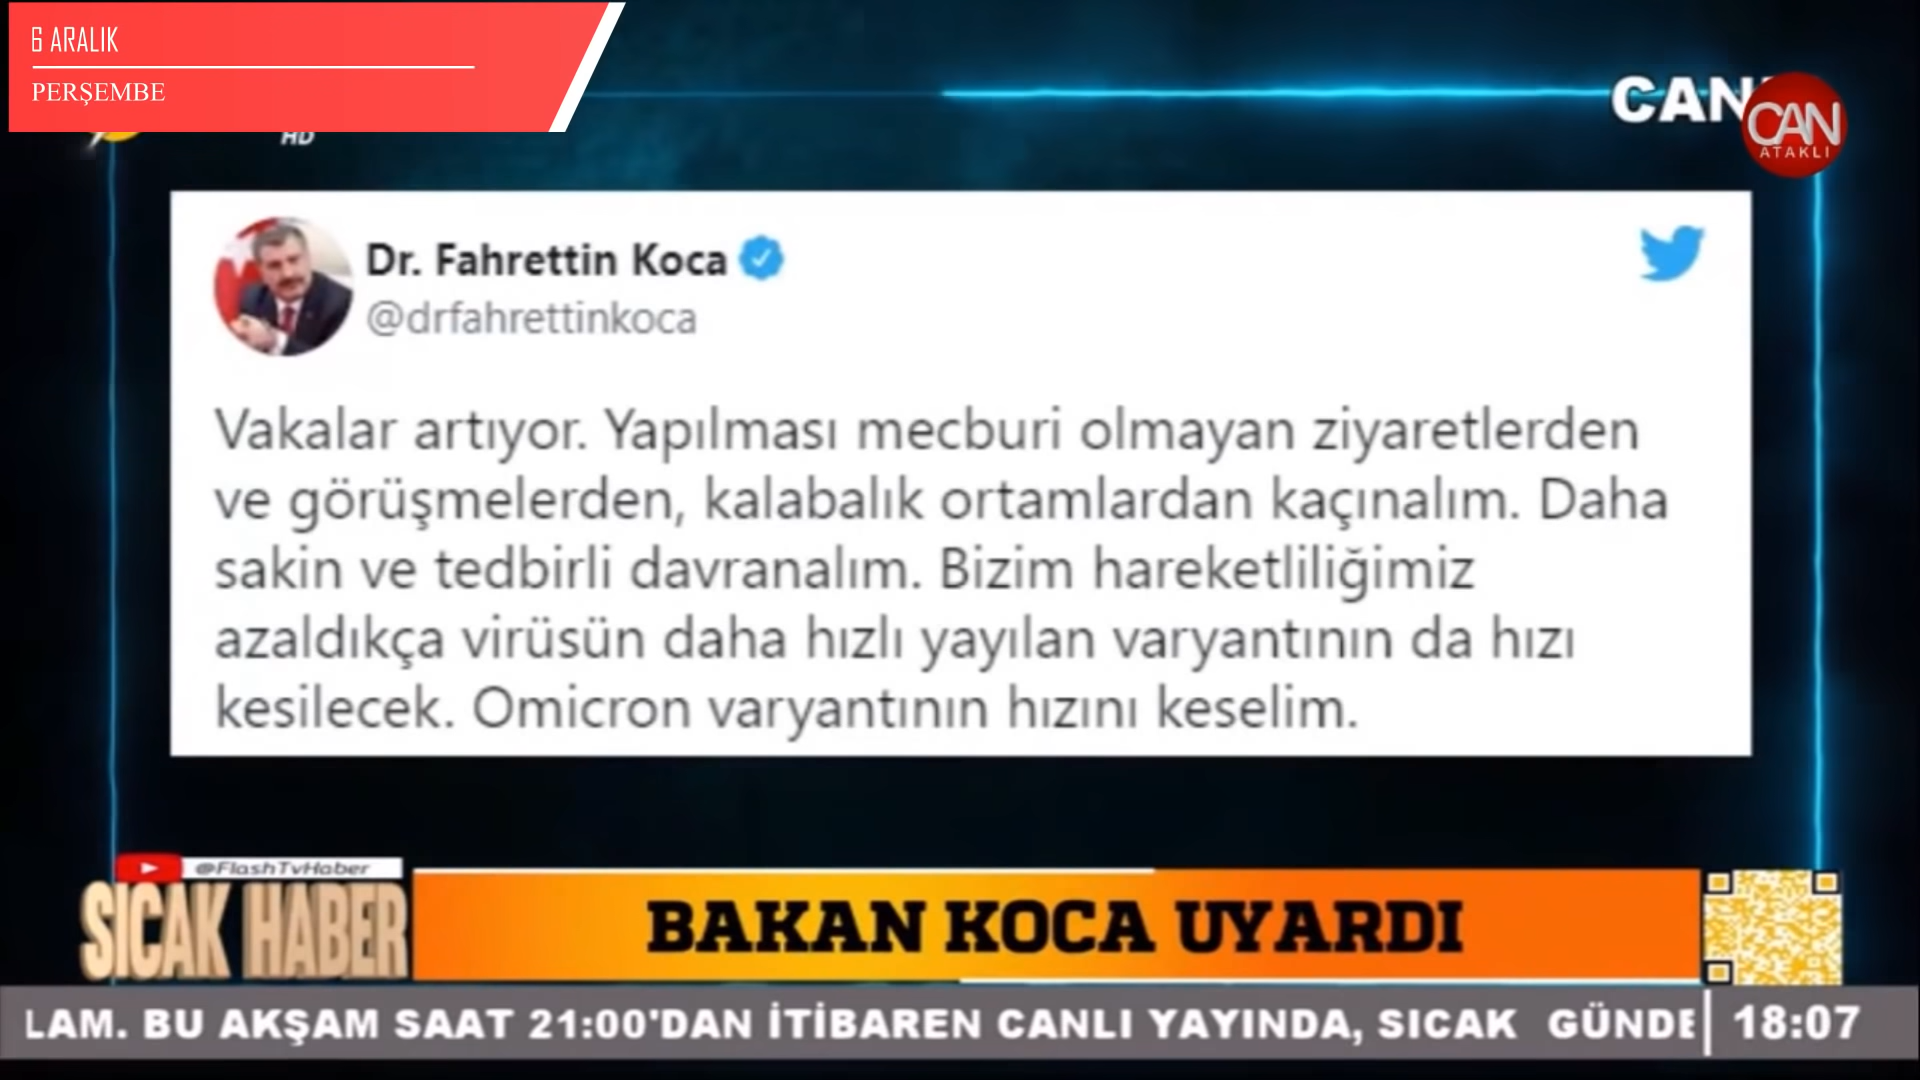 6 ARALIK
PERŞEMBE
HD
CAN
CAN
ATAKLI
Dr. Fahrettin Koca
@drfahrettinkoca
Vakalar artıyor. Yapılması mecburi olmayan ziyaretlerden
ve görüşmelerden, kalabalık ortamlardan kaçınalım. Daha
sakin ve tedbirli davranalım. Bizim hareketliliğimiz
azaldıkça virüsün daha hızlı yayılan varyantının da hızı
kesilecek. Omicron varyantının hızını keselim.
@FlashTvHaber
SICAK HABER
BAKAN KOCA UYARDI
LAM. BU AKŞAM SAAT 21:00'DAN İTİBAREN CANLI YAYINDA, SICAK GÜNDE
18:07